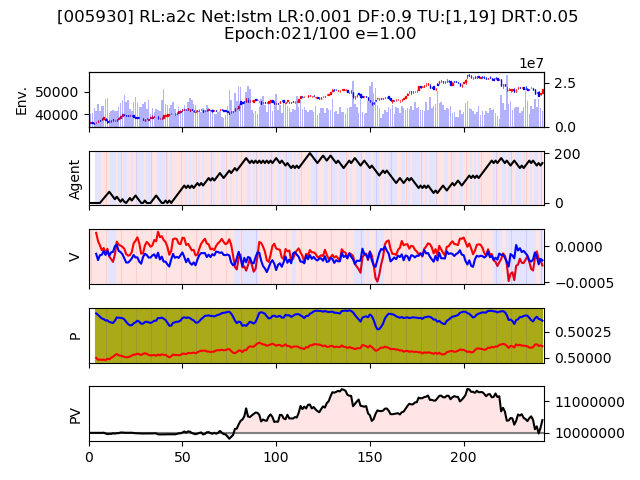 [005930] RL:a2c Net:lstm LR:0.001 DF:0.9 TU:[1,19] DRT:0.05
Epoch:021/100 e=1.00
1e7
Env.
50000
40000
2.5
0.0
Agent
200
0
V
0.0000
−0.0005
P
0.50025
0.50000
PV
11000000
10000000
0
50
100
150
200